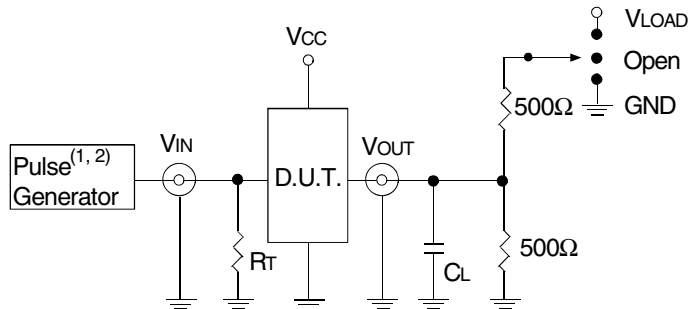 VLOAD
VCC
Open
500Ω
GND
VIN
VOUT
Pulse(1, 2)
Generator
D.U.T.
RT
CL
500Ω